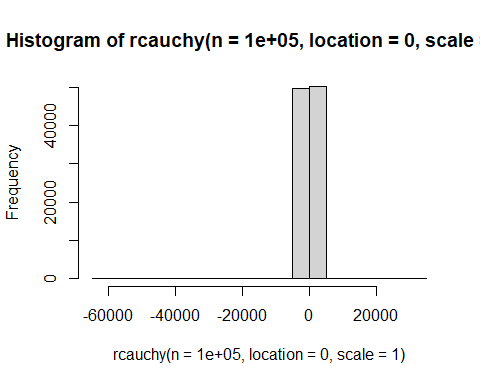 Histogram of rcauchy(n = 1e+05, location = 0, scale =
Frequency
40000
20000
0
-60000 -40000 -20000 0 20000
rcauchy(n = 1e+05, location = 0, scale = 1)